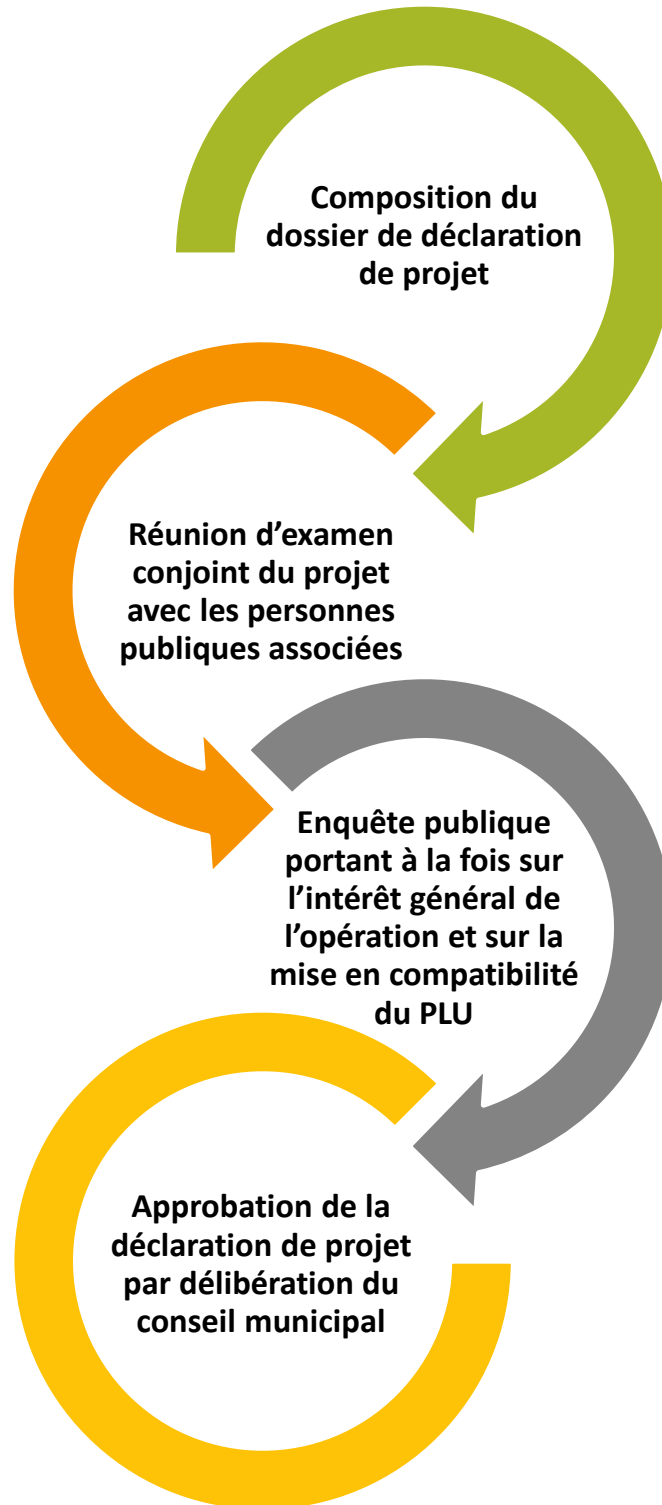 Composition du
dossier de déclaration
de projet
Réunion d’examen
conjoint du projet
avec les personnes
publiques associées
Enquête publique
portant à la fois sur
l’intérêt général de
l’opération et sur la
mise en compatibilité
du PLU
Approbation de la
déclaration de projet
par délibération du
conseil municipal